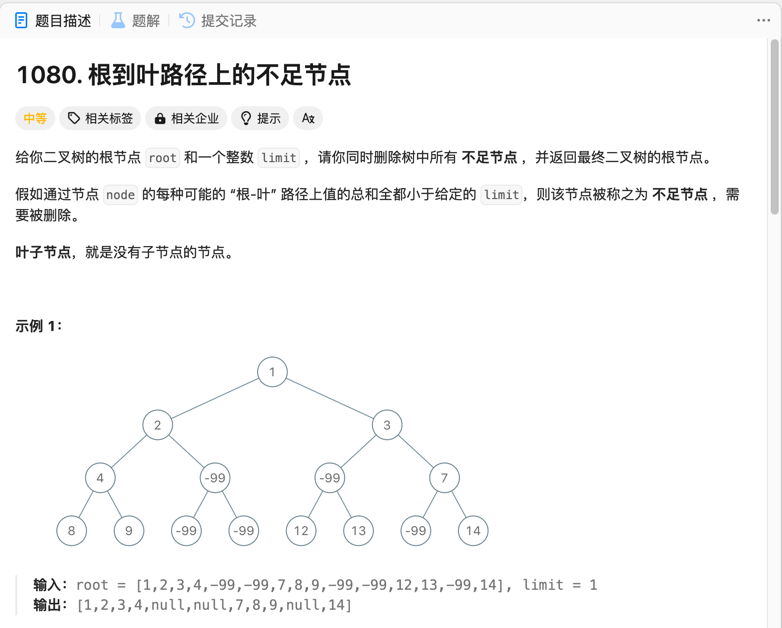 题目描述 题解 提交记录
1080. 根到叶路径上的不足节点
中等 相关标签 相关企业 提示
给你二叉树的根节点 root 和一个整数 limit ，请你同时删除树中所有 不足节点 ，并返回最终二叉树的根节点。
假如通过节点 node 的每种可能的 “根-叶” 路径上值的总和全都小于给定的 limit，则该节点被称之为 不足节点 ，需
要被删除。
叶子节点，就是没有子节点的节点。
示例 1：
1
2 3
4 -99 -99 7
8 9 -99 -99 12 13 -99 14
输入：root = [1,2,3,4,-99,-99,7,8,9,-99,-99,12,13,-99,14], limit = 1
输出：[1,2,3,4,null,null,7,8,9,null,14]